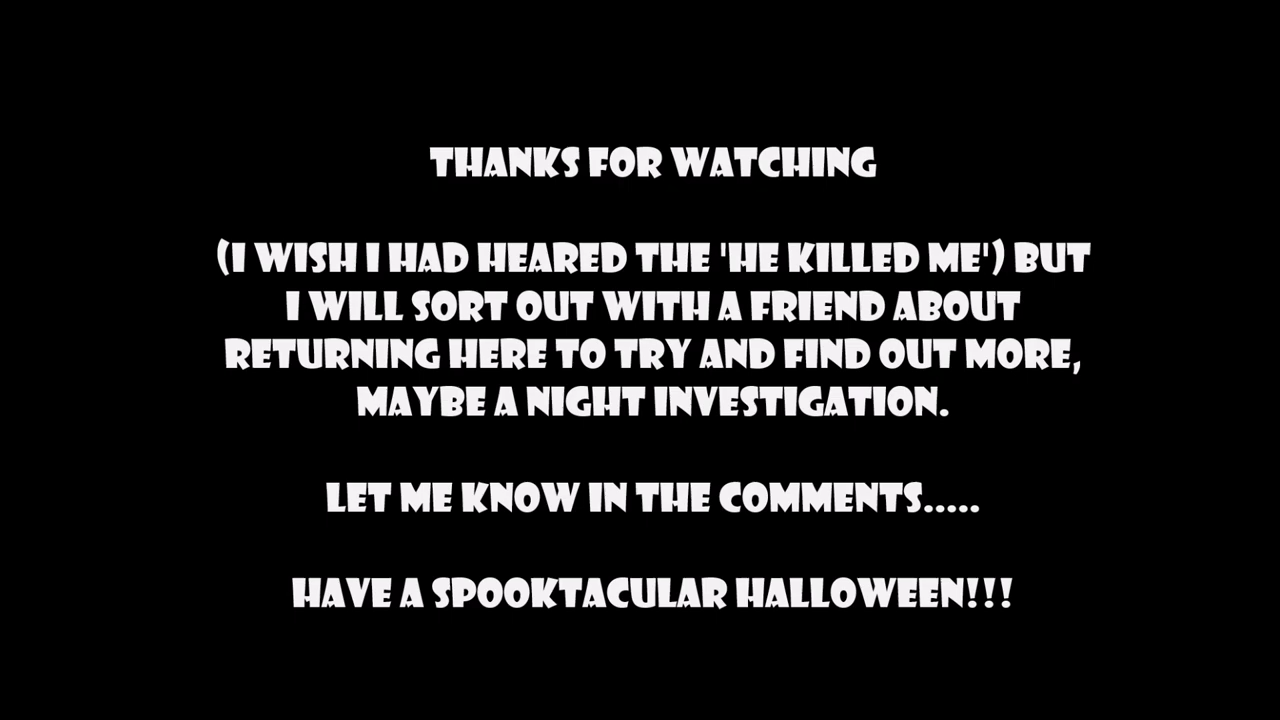 THANKS FOR WATCHING
(I WISH I HAD HEARED THE 'HE KILLED ME') BUT
I WILL SORT OUT WITH A FRIEND ABOUT
RETURNING HERE TO TRY AND FIND OUT MORE,
MAYBE A NIGHT INVESTIGATION.
LET ME KNOW IN THE COMMENTS.....
HAVE A SPOOKTACULAR HALLOWEEN!!!